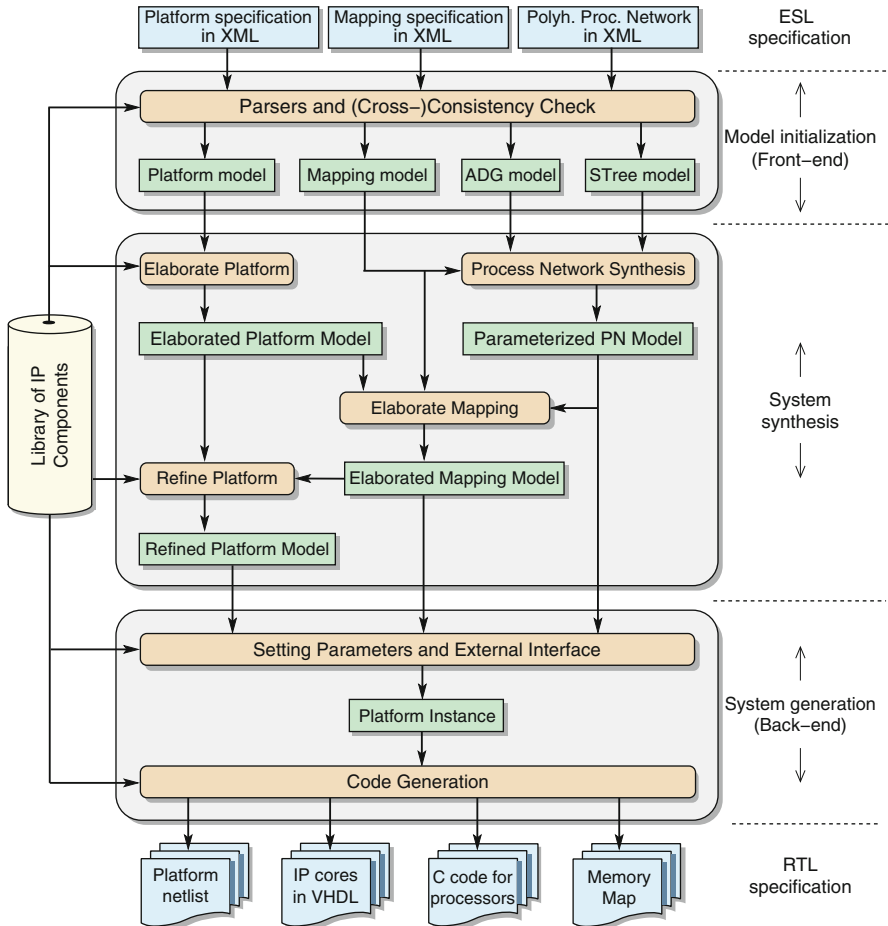 Platform specification
in XML
Mapping specification
in XML
Polyh. Proc. Network
in XML
ESL
specification
Parsers and (Cross−)Consistency Check
Platform model
Mapping model
ADG model
STree model
Model initialization
(Front−end)
Elaborate Platform
Process Network Synthesis
Elaborated Platform Model
Parameterized PN Model
Library of IP
Components
Elaborate Mapping
System
synthesis
Refine Platform
Elaborated Mapping Model
Refined Platform Model
Setting Parameters and External Interface
Platform Instance
System generation
(Back−end)
Code Generation
Platform
netlist
IP cores
in VHDL
C code for
processors
Memory
Map
RTL
specification